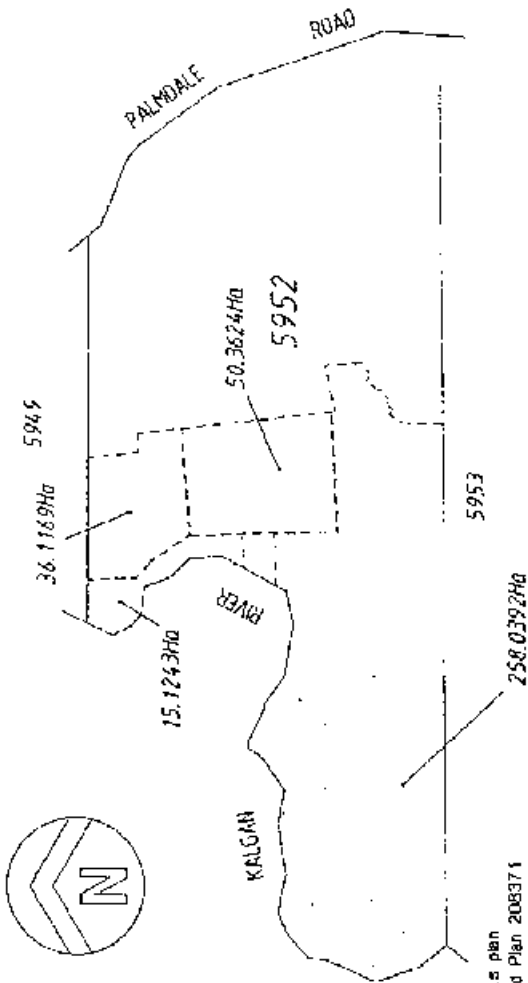 PALMDALE ROAD
5949
36.1169Ha
50.3624Ha
5952
15.1243Ha
RIVER
KALGAN
5953
258.0392Ha
N
s plan
d Plan 208371